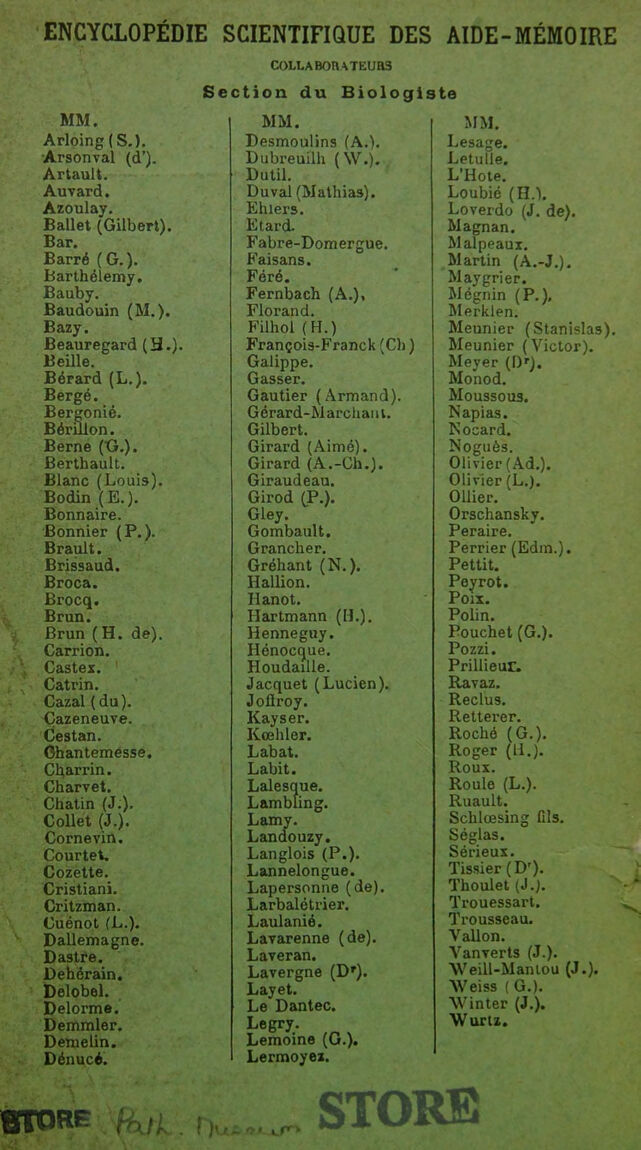 ENCYCLOPÉDIE SCIENTIFIQUE DES AIDE-MÉMOIRE
COLLABORATEURS
Section du Biologiste
MM.
Arloing (S.).
Arsonval (d').
Artault.
Auvard.
Azoulay.
Ballet (Gilbert).
Bar.
Barré (G.).
Barthélemy.
Bauby.
Baudouin (M.).
Bazy.
Beauregard (H.).
Beille.
Bérard (L.).
Bergé.
Bergonié.
Bérillon.
Berne (G.).
Berthault.
Blanc (Louis).
Bodin (E.).
Bonnaire.
Bonnier (P.).
Brault.
Brissaud.
Broca.
Brocq.
Brun.
Brun (H. de).
Carrion.
Castex.
Catrin.
Cazal (du).
Cazeneuve.
Cestan.
Chantemesse.
Charrin.
Charvet.
Chatin (J.).
Collet (J.).
Cornevin.
Courtet.
Cozette.
Cristiani.
Critzman.
Cuénot (L.).
Dallemagne.
Dastre.
Dehérain.
Delobel.
Delorme.
Demmler.
Demelin.
Dénucé.
MM.
Desmoulins (A.).
Dubreuilh (W.).
Dutil.
Duval (Mathias).
Ehlers.
Etard.
Fabre-Domergue.
Faisans.
Féré.
Fernbach (A.),
Florand.
Filhol (H.)
François-Franck (Ch)
Galippe.
Gasser.
Gautier (Armand).
Gérard-Marchant.
Gilbert.
Girard (Aimé).
Girard (A.-Ch.).
Giraudeau.
Girod (P.).
Gley.
Gombault.
Grancher.
Gréhant (N.).
Hallion.
Hanot.
Hartmann (H.).
Henneguy.
Hénocque.
Houdaille.
Jacquet (Lucien).
Joffroy.
Kayser.
Kœhler.
Labat.
Labit.
Lalesque.
Lambling.
Lamy.
Landouzy.
Langlois (P.).
Lannelongue.
Lapersonne (de).
Larbalétrier.
Laulanié.
Lavarenne (de).
Laveran.
Lavergne (Dr).
Layet.
Le Dantec.
Legry.
Lemoine (G.).
Lermoyez.
MM.
Lesage.
Letulle.
L'Hote.
Loubié (H.).
Loverdo (J. de).
Magnan.
Malpeaux.
Martin (A.-J.).
Maygrier.
Mégnin (P.).
Merklen.
Meunier (Stanislas).
Meunier (Victor).
Meyer (Dr).
Monod.
Moussous.
Napias.
Nocard.
Noguès.
Olivier (Ad.).
Olivier (L.).
Ollier.
Orschansky.
Peraire.
Perrier (Edm.).
Pettit.
Peyrot.
Poix.
Polin.
Pouchet (G.).
Pozzi.
Prillieux.
Ravaz.
Reclus.
Retterer.
Roché (G.).
Roger (H.).
Roux.
Roule (L.).
Ruault.
Schlœsing fils.
Séglas.
Sérieux.
Tissier (Dr).
Thoulet (J.).
Trouessart.
Trousseau.
Vallon.
Vanverts (J.).
Weill-Mantou (J.).
Weiss (G.).
Winter (J.).
Wurtz.
STORE Path. STORE